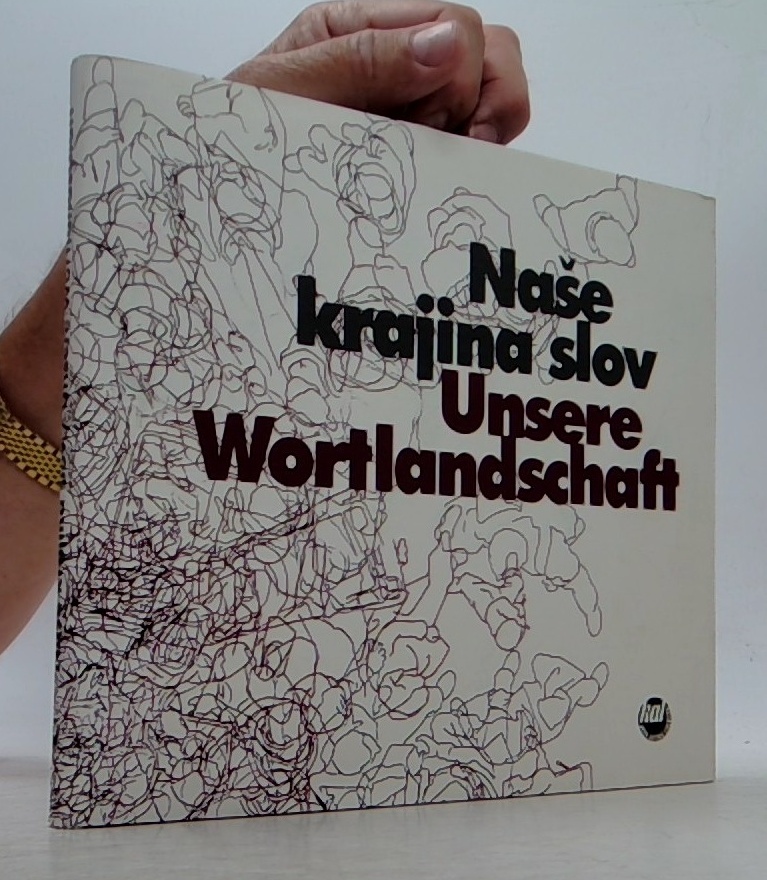 Naše
krajina slov
Unsere
Wortlandschaft